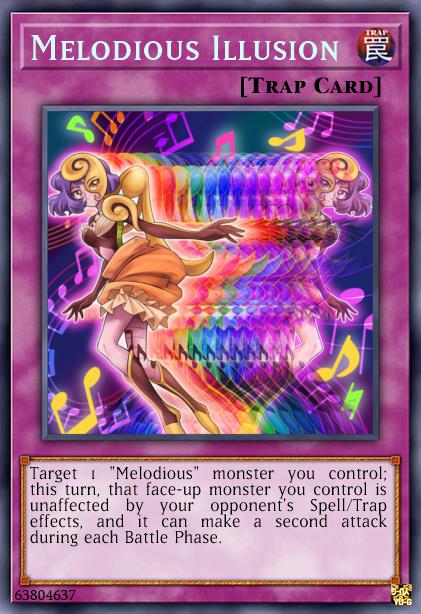 Melodious Illusion
TRAP
罠
[Trap Card]
Target 1 "Melodious" monster you control;
this turn, that face-up monster you control is
unaffected by your opponent's Spell/Trap
effects, and it can make a second attack
during each Battle Phase.
63804637